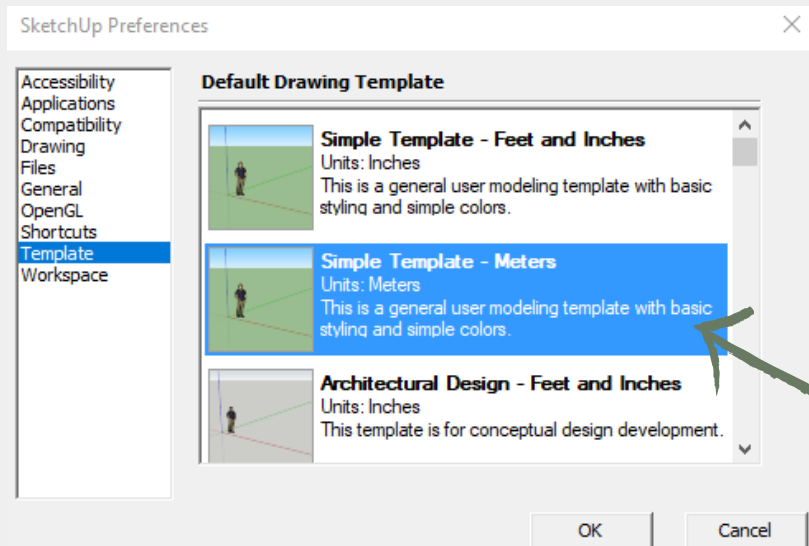 SketchUp Preferences
Accessibility
Applications
Compatibility
Drawing
Files
General
OpenGL
Shortcuts
Template
Workspace
Default Drawing Template
Simple Template - Feet and Inches
Units: Inches
This is a general user modeling template with basic
styling and simple colors.
Simple Template - Meters
Units: Meters
This is a general user modeling template with basic
styling and simple colors.
Architectural Design - Feet and Inches
Units: Inches
This template is for conceptual design development.
OK
Cancel